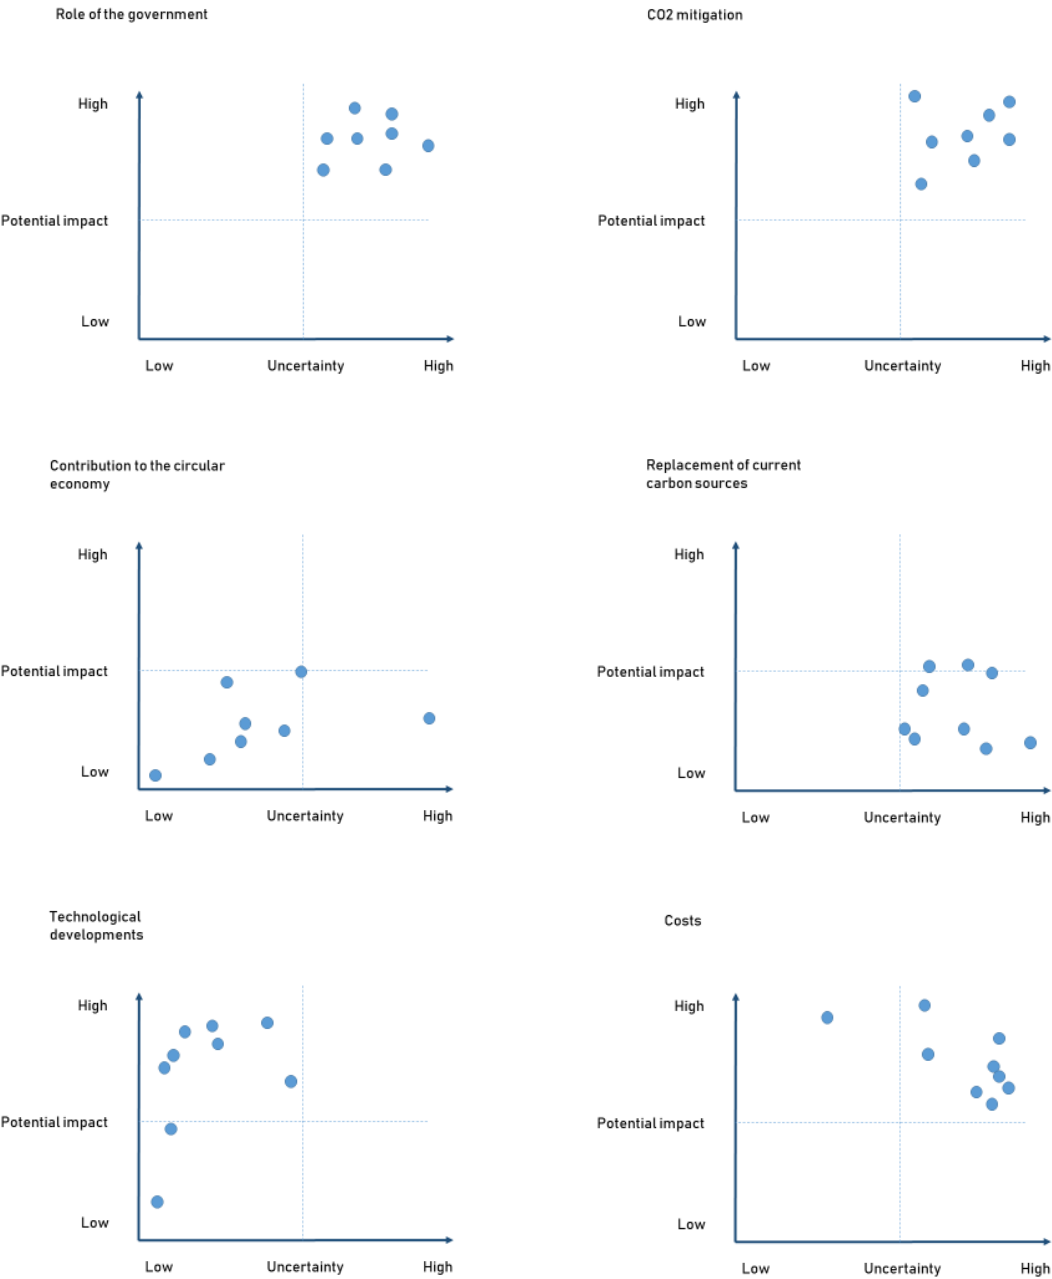 Role of the government
CO2 mitigation
High
High
Potential impact
Potential impact
Low
Low
Low
Uncertainty
High
Low
Uncertainty
High
Contribution to the circular
economy
Replacement of current
carbon sources
High
High
Potential impact
Potential impact
Low
Low
Low
Uncertainty
High
Low
Uncertainty
High
Technological
developments
Costs
High
High
Potential impact
Potential impact
Low
Low
Low
Uncertainty
High
Low
Uncertainty
High